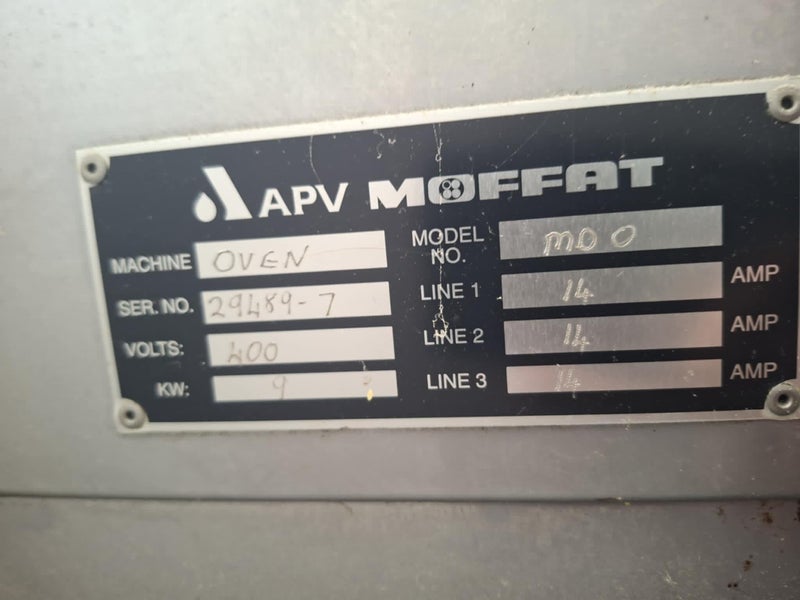 APV MOFFAT
MACHINE OVEN
SER. NO. 29489-7
VOLTS: 400
KW: 9
MODEL NO. MDO
LINE 1 14 AMP
LINE 2 14 AMP
LINE 3 14 AMP